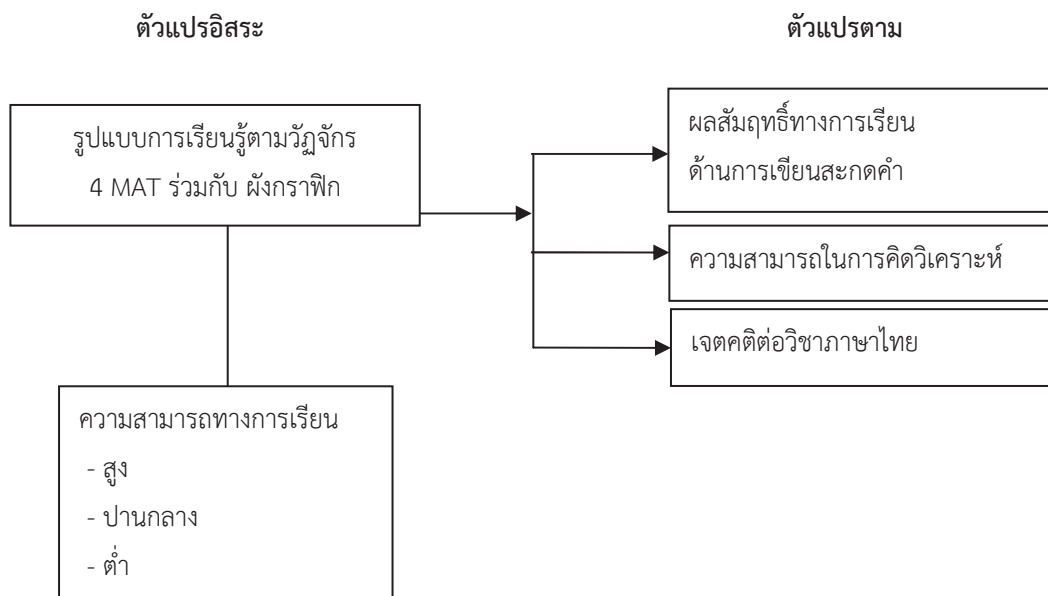 ตัวแปรอิสระ
ตัวแปรตาม
รูปแบบการเรียนรู้ตามวัฏจักร
4 MAT ร่วมกับ ผังกราฟิก
ผลสัมฤทธิ์ทางการเรียน
ด้านการเขียนสะกดคำ
ความสามารถในการคิดวิเคราะห์
เจตคติต่อวิชาภาษาไทย
ความสามารถทางการเรียน
- สูง
- ปานกลาง
- ต่ำ